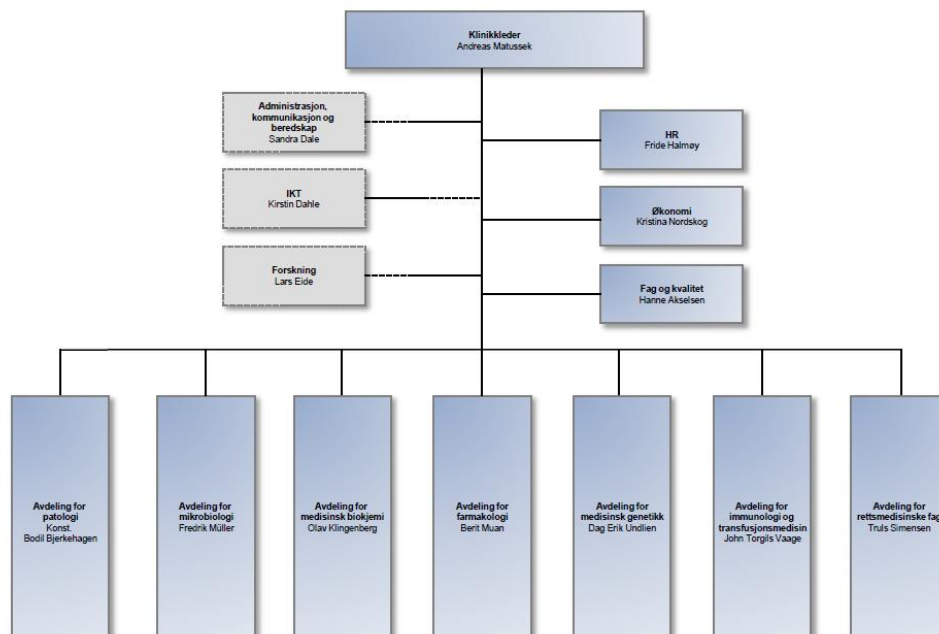 Klinikkleder
Andreas Matussek
Administrasjon,
kommunikasjon og
beredskap
Sandra Dale
HR
Fride Halmøy
IKT
Kirstin Dahle
Økonomi
Kristina Nordskog
Forskning
Lars Eide
Fag og kvalitet
Hanne Akselsen
Avdeling for
patologi
Konst.
Bodil Bjerkehagen
Avdeling for
mikrobiologi
Fredrik Müller
Avdeling for
medisinsk biokjemi
Olav Klingenberg
Avdeling for
farmakologi
Berit Muan
Avdeling for
medisinsk genetikk
Dag Erik Undlien
Avdeling for
immunologi og
transfusjonsmedisin
John Torgils Vaage
Avdeling for
rettsmedisinske fag
Truls Simensen